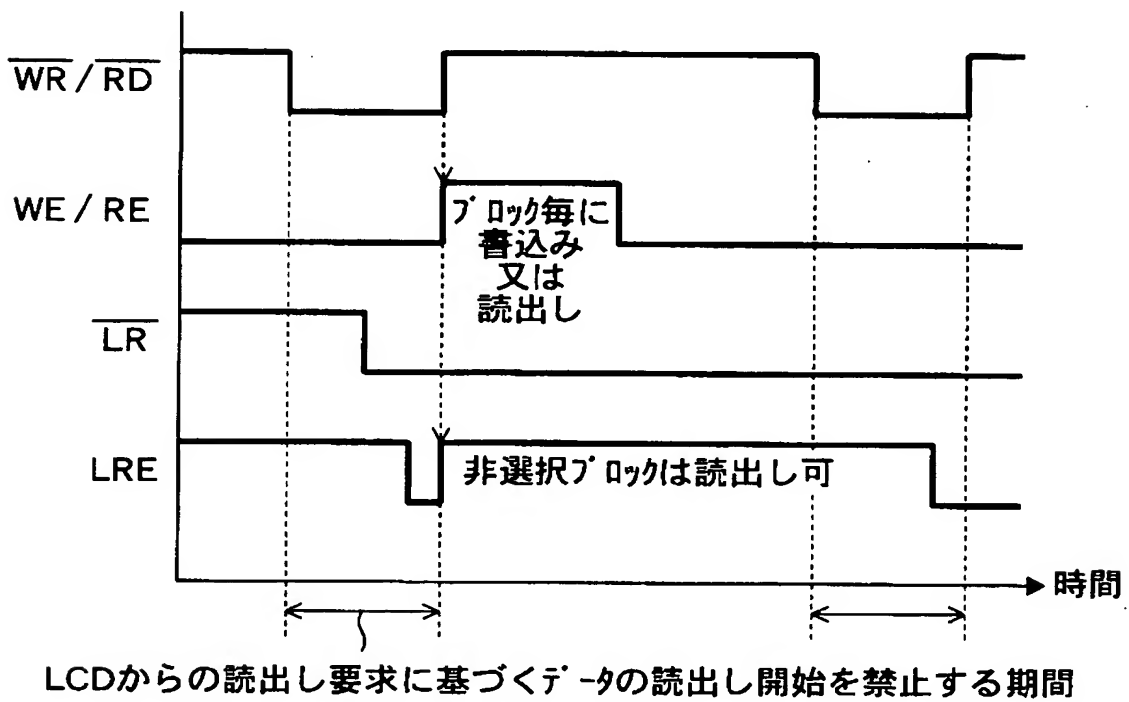 WR / RD
WE / RE
ブロック毎に
書込み
又は
読出し
LR
LRE
非選択ブロックは読出し可
時間
LCDからの読出し要求に基づくデータの読出し開始を禁止する期間